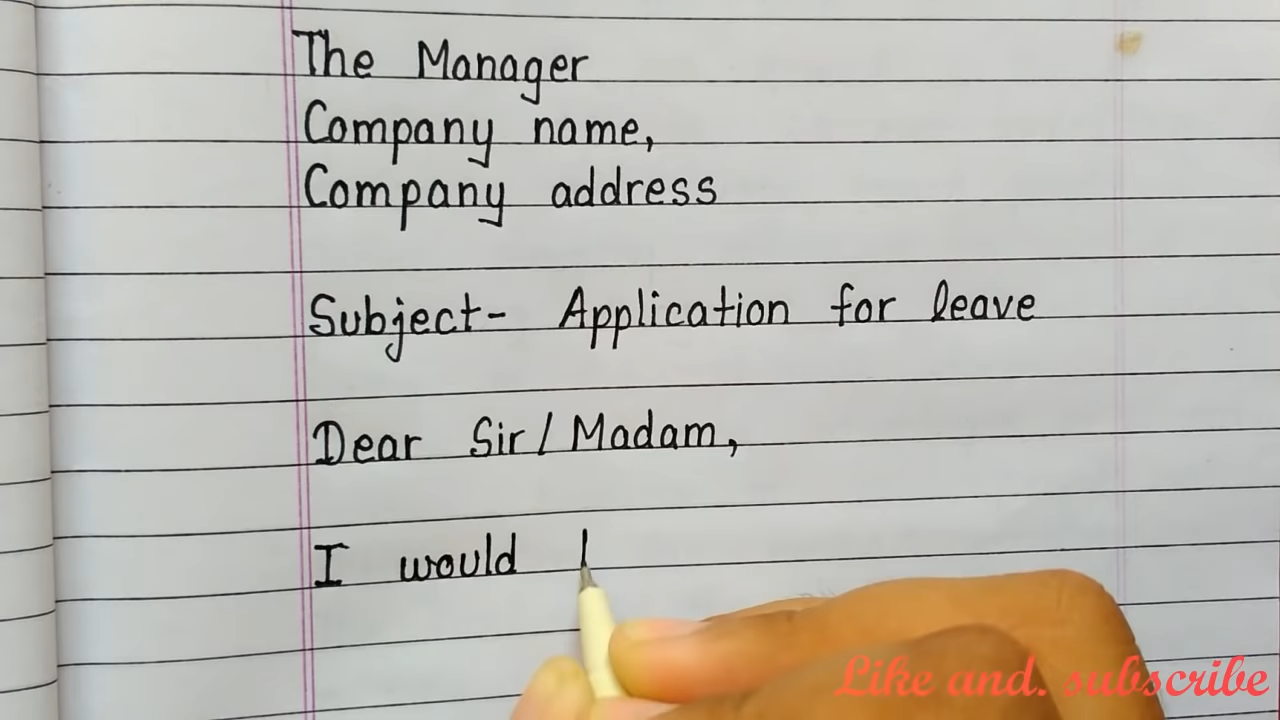 The Manager
Company name,
Company address
Subject- Application for leave
Dear Sir/Madam,
I would l
Like and. subscribe